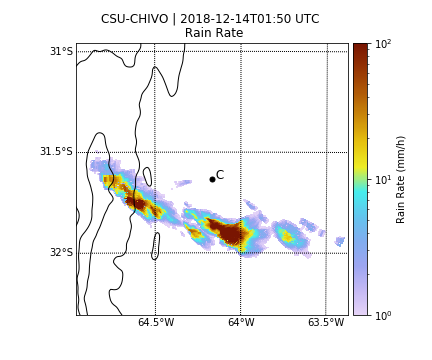 CSU-CHIVO | 2018-12-14T01:50 UTC
Rain Rate
31°S
31.5°S
32°S
C
64.5°W
64°W
63.5°W
10²
10¹
10⁰
Rain Rate (mm/h)